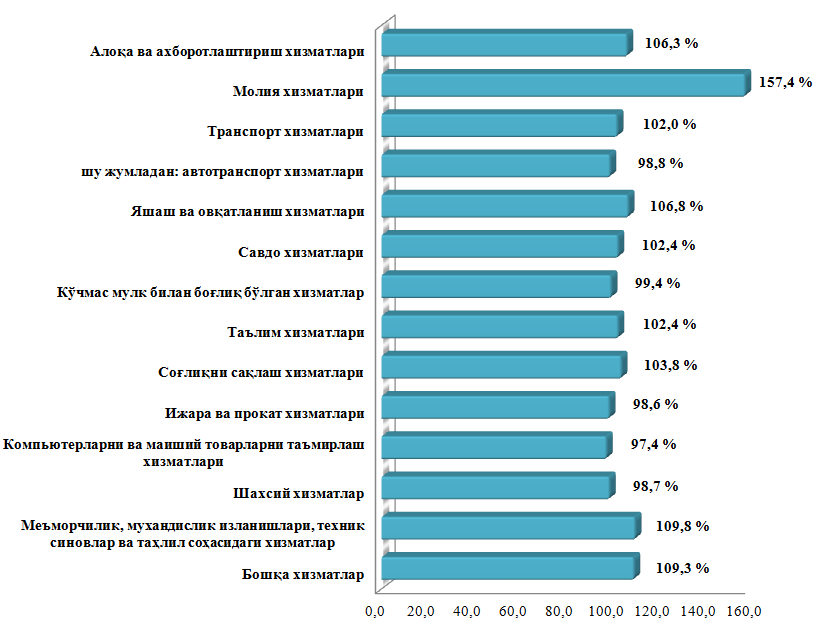 Алоқа ва ахборотлаштириш хизматлари 106,3 %
Молия хизматлари 157,4 %
Транспорт хизматлари 102,0 %
шу жумладан: автотранспорт хизматлари 98,8 %
Яшаш ва овқатланиш хизматлари 106,8 %
Савдо хизматлари 102,4 %
Кўчмас мулк билан боғлиқ бўлган хизматлар 99,4 %
Таълим хизматлари 102,4 %
Соғлиқни сақлаш хизматлари 103,8 %
Ижара ва прокат хизматлари 98,6 %
Компьютерларни ва маиший товарларни таъмирлаш
хизматлари 97,4 %
Шахсий хизматлар 98,7 %
Меъморчилик, мухандислик изланишлари, техник
синовлар ва таҳлил соҳасидаги хизматлар 109,8 %
Бошқа хизматлар 109,3 %
0,0 20,0 40,0 60,0 80,0 100,0 120,0 140,0 160,0